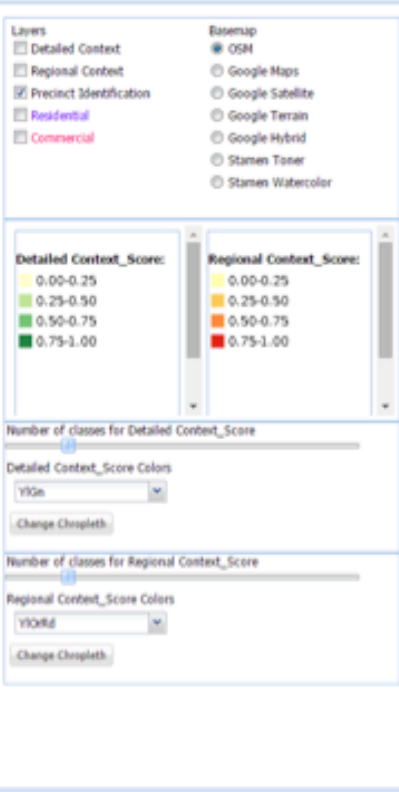 Layers
Detailed Context
Regional Context
Precinct Identification
Residential
Commercial
Basemap
OSM
Google Maps
Google Satellite
Google Terrain
Google Hybrid
Stamen Toner
Stamen Watercolor
Detailed Context_Score:
0.00-0.25
0.25-0.50
0.50-0.75
0.75-1.00
Regional Context_Score:
0.00-0.25
0.25-0.50
0.50-0.75
0.75-1.00
Number of classes for Detailed Context_Score
Detailed Context_Score Colors
YlGn
Change Chropleth
Number of classes for Regional Context_Score
Regional Context_Score Colors
YlOrRd
Change Chropleth